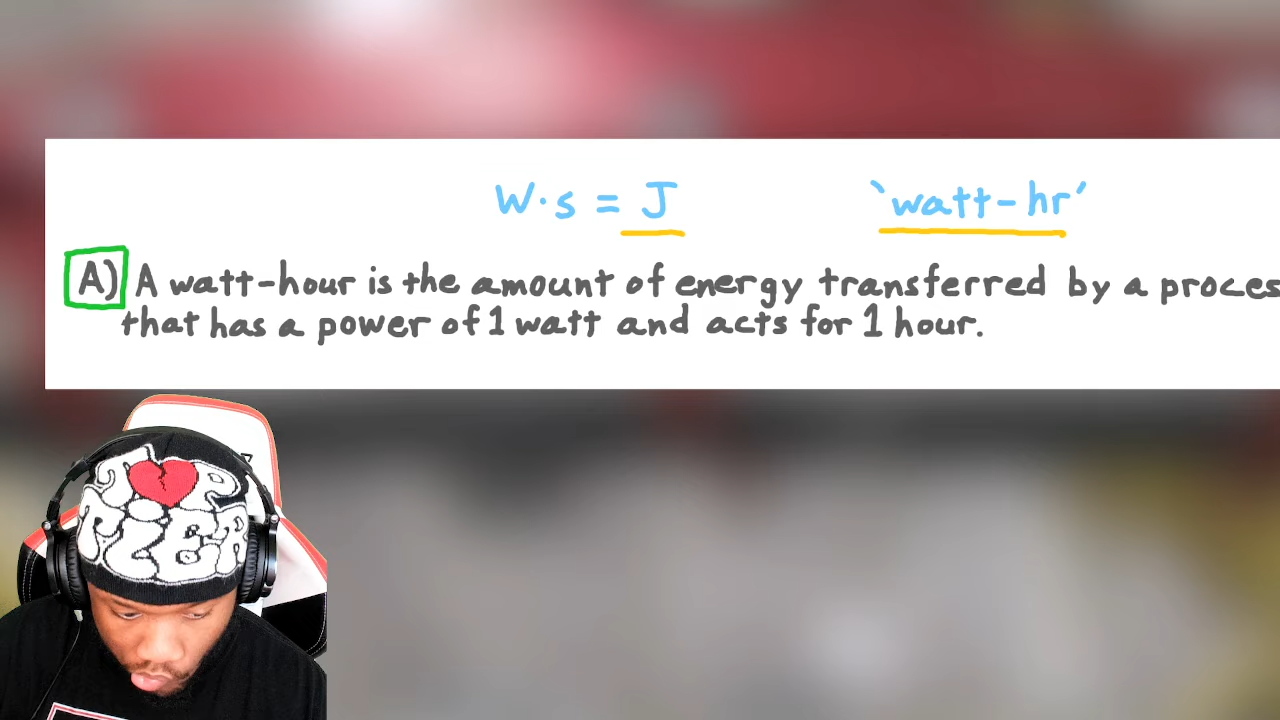 W·s = J
‵watt-hr′
A) A watt-hour is the amount of energy transferred by a
that has a power of 1 watt and acts for 1 hour.